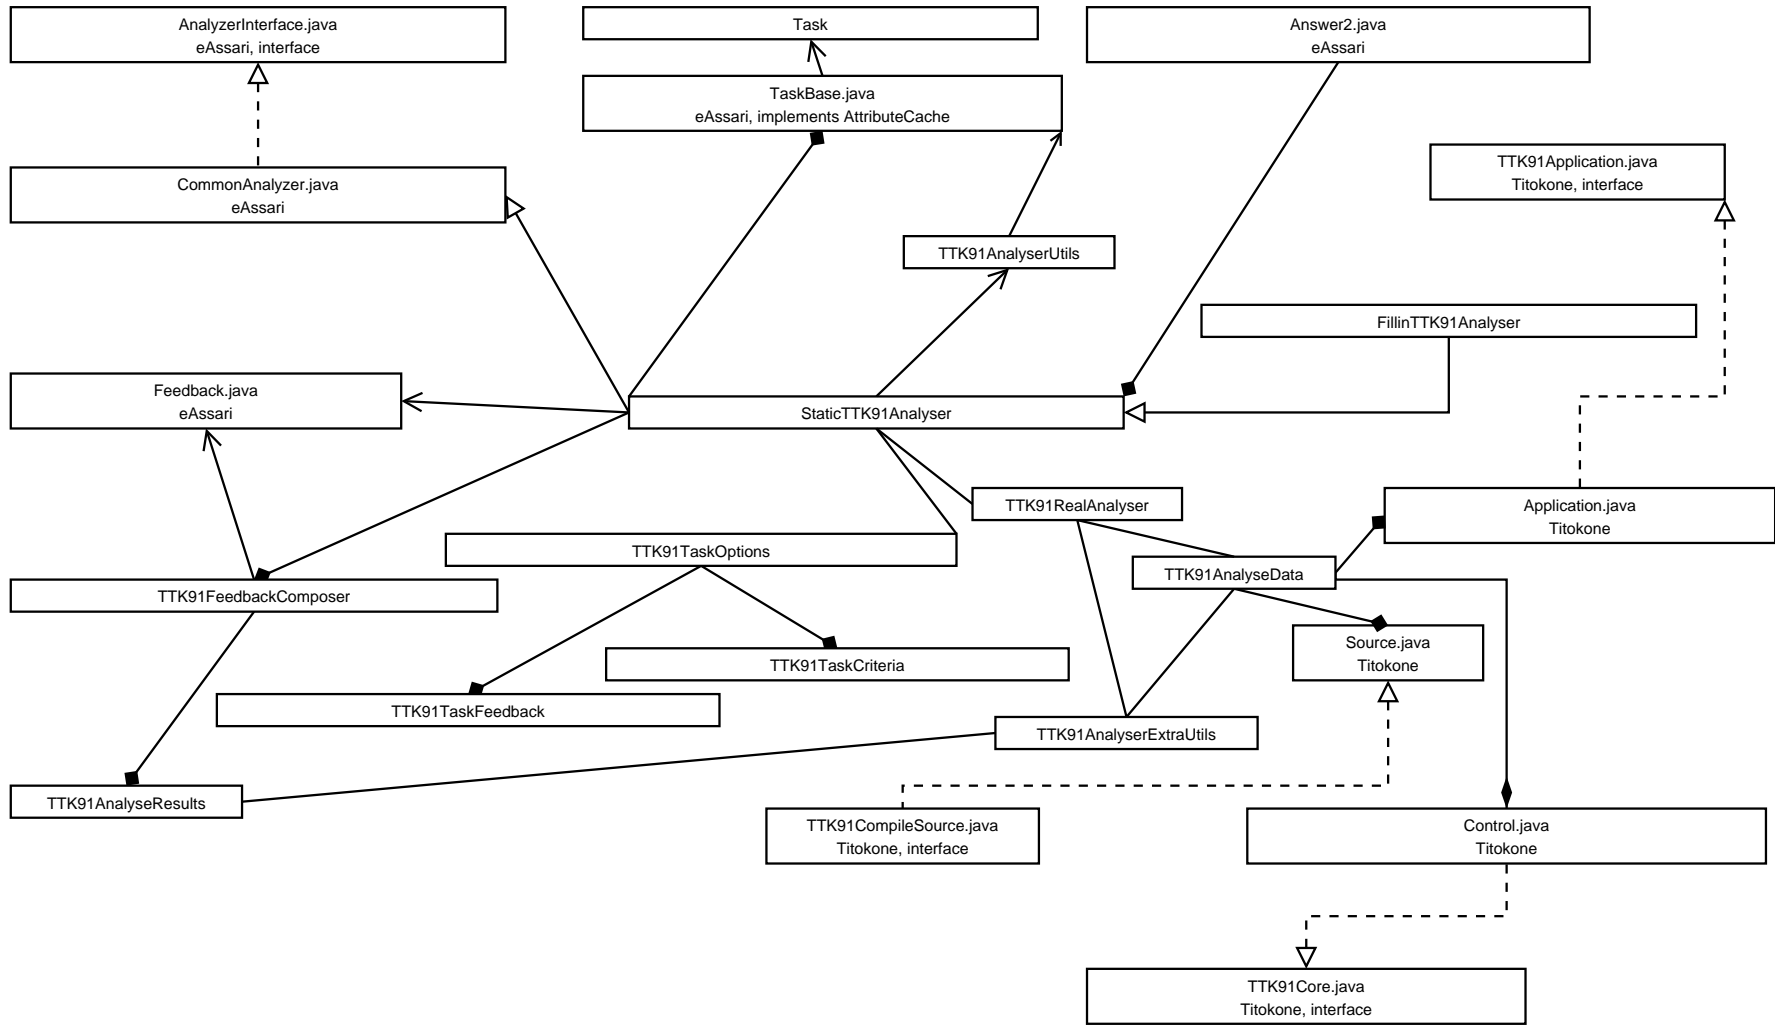 AnalyzerInterface.java
eAssari, interface
Task
Answer2.java
eAssari
TaskBase.java
eAssari, implements AttributeCache
TTK91Application.java
Titokone, interface
CommonAnalyzer.java
eAssari
TTK91AnalyserUtils
FillinTTK91Analyser
Feedback.java
eAssari
StaticTTK91Analyser
TTK91RealAnalyser
Application.java
Titokone
TTK91TaskOptions
TTK91AnalyseData
TTK91FeedbackComposer
Source.java
Titokone
TTK91TaskCriteria
TTK91TaskFeedback
TTK91AnalyserExtraUtils
TTK91AnalyseResults
TTK91CompileSource.java
Titokone, interface
Control.java
Titokone
TTK91Core.java
Titokone, interface